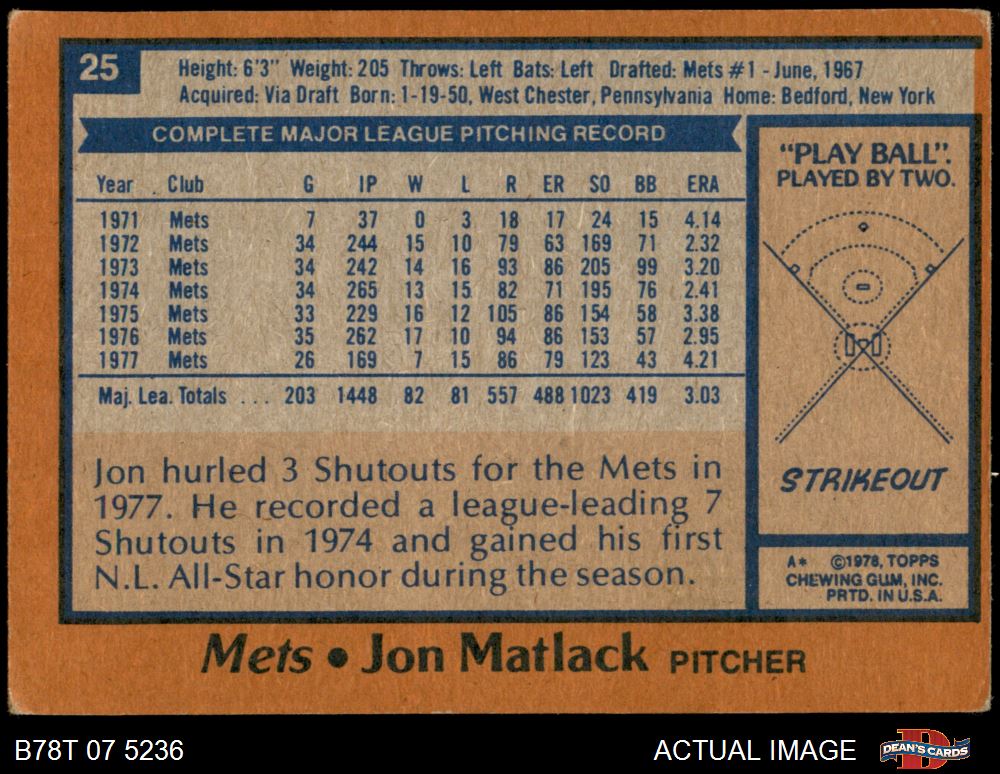 25
Height: 6'3" Weight: 205 Throws: Left Bats: Left Drafted: Mets #1 - June, 1967
Acquired: Via Draft Born: 1-19-50, West Chester, Pennsylvania Home: Bedford, New York
COMPLETE MAJOR LEAGUE PITCHING RECORD
Year Club G IP W L R ER SO BB ERA
1971 Mets 7 37 0 3 18 17 24 15 4.14
1972 Mets 34 244 15 10 79 63 169 71 2.32
1973 Mets 34 242 14 16 93 86 205 99 3.20
1974 Mets 34 265 13 15 82 71 195 76 2.41
1975 Mets 33 229 16 12 105 86 154 58 3.38
1976 Mets 35 262 17 10 94 86 153 57 2.95
1977 Mets 26 169 7 15 86 79 123 43 4.21
Maj. Lea. Totals . . . 203 1448 82 81 557 488 1023 419 3.03
Jon hurled 3 Shutouts for the Mets in
1977. He recorded a league-leading 7
Shutouts in 1974 and gained his first
N.L. All-Star honor during the season.
"PLAY BALL".
PLAYED BY TWO.
STRIKEOUT
A* ©1978, TOPPS
CHEWING GUM, INC.
PRTD. IN U.S.A.
Mets • Jon Matlack PITCHER
B78T 07 5236 ACTUAL IMAGE DEAN'S CARDS